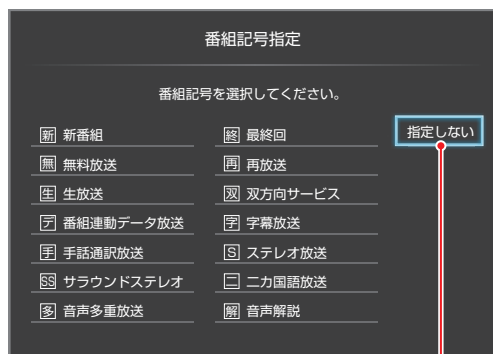 番組記号指定
番組記号を選択してください。
新 新番組
終 最終回
指定しない
無 無料放送
再 再放送
生 生放送
双 双方向サービス
デ 番組連動データ放送
字 字幕放送
手 手話通訳放送
S ステレオ放送
SS サラウンドステレオ
二 二カ国語放送
多 音声多重放送
解 音声解説